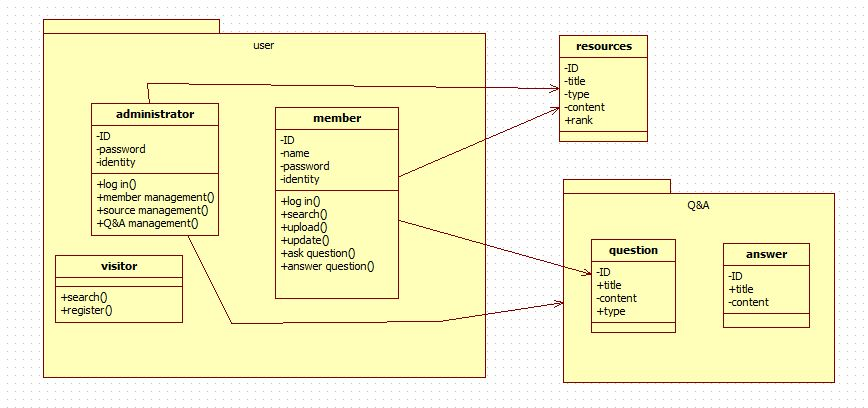 user
administrator
-ID
-password
-identity
+log in()
+member management()
+source management()
+Q&A management()
member
-ID
-name
-password
-identity
+log in()
+search()
+upload()
+update()
+ask question()
+answer question()
visitor
+search()
+register()
resources
-ID
-title
-type
-content
+rank
Q&A
question
-ID
+title
-content
+type
answer
-ID
+title
-content